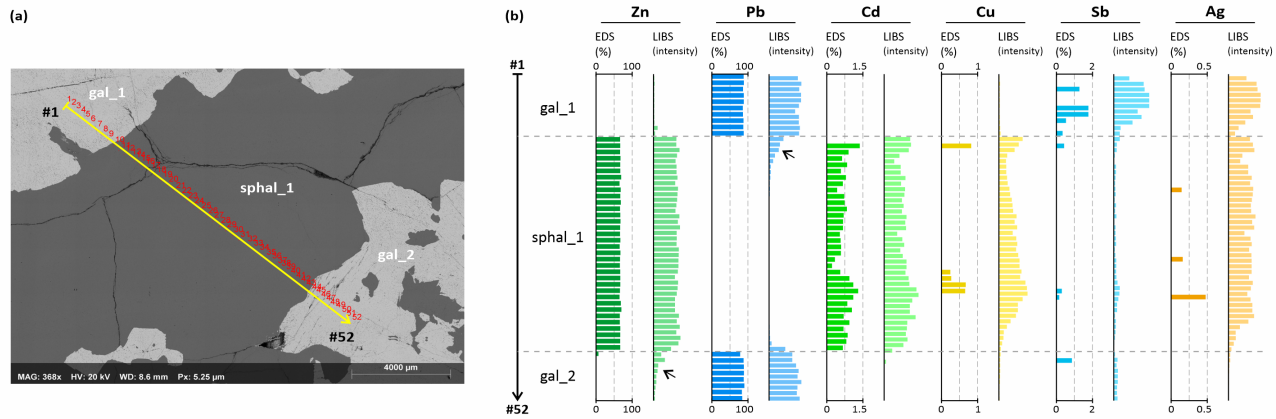 (a)
gal_1
#1
sphal_1
gal_2
#52
MAG: 368x HV: 20 kV WD: 8.6 mm Px: 5.25 µm
4000 µm
(b)
Zn Pb Cd Cu Sb Ag
EDS LIBS EDS LIBS EDS LIBS EDS LIBS EDS LIBS EDS LIBS
(%) (intensity) (%) (intensity) (%) (intensity) (%) (intensity) (%) (intensity) (%) (intensity)
#1 0 100 0 100 0 1.5 0 1 0 2 0 0.5
gal_1
sphal_1
gal_2
#52 0 100 0 100 0 1.5 0 1 0 2 0 0.5